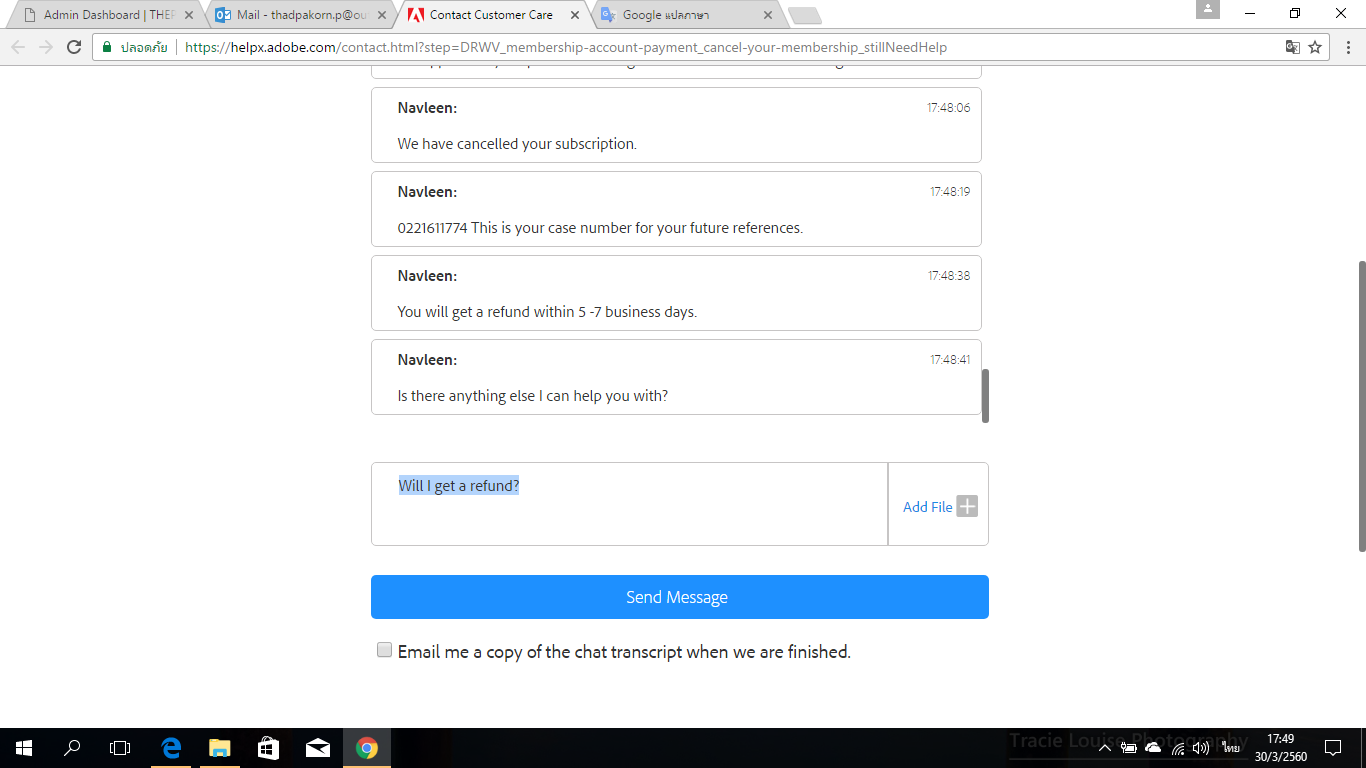 Admin Dashboard | THEF
Mail - thadpakorn.p@ou
Contact Customer Care
Google แปลภาษา
ปลอดภัย
https://helpx.adobe.com/contact.html?step=DRWV_membership-account-payment_cancel-your-membership_stillNeedHelp
Navleen: 17:48:06
We have cancelled your subscription.
Navleen: 17:48:19
0221611774 This is your case number for your future references.
Navleen: 17:48:38
You will get a refund within 5 -7 business days.
Navleen: 17:48:41
Is there anything else I can help you with?
Will I get a refund?
Add File
Send Message
Email me a copy of the chat transcript when we are finished.
Tracie Louise Photography
ไทย
17:49
30/3/2560